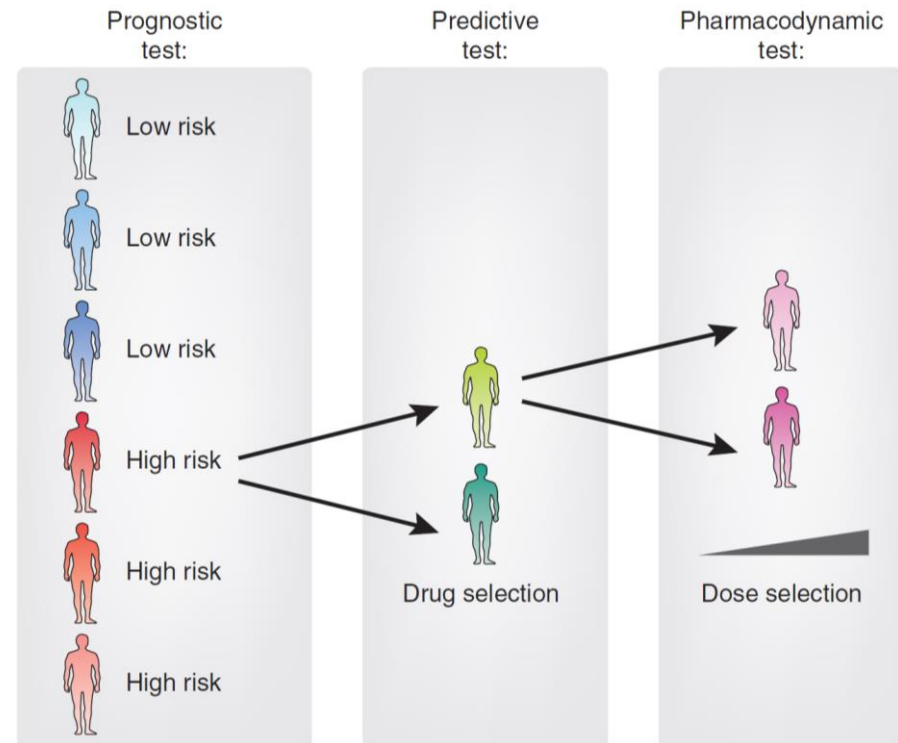 Prognostic
test:
Predictive
test:
Pharmacodynamic
test:
Low risk
Low risk
Low risk
High risk
High risk
High risk
Drug selection
Dose selection